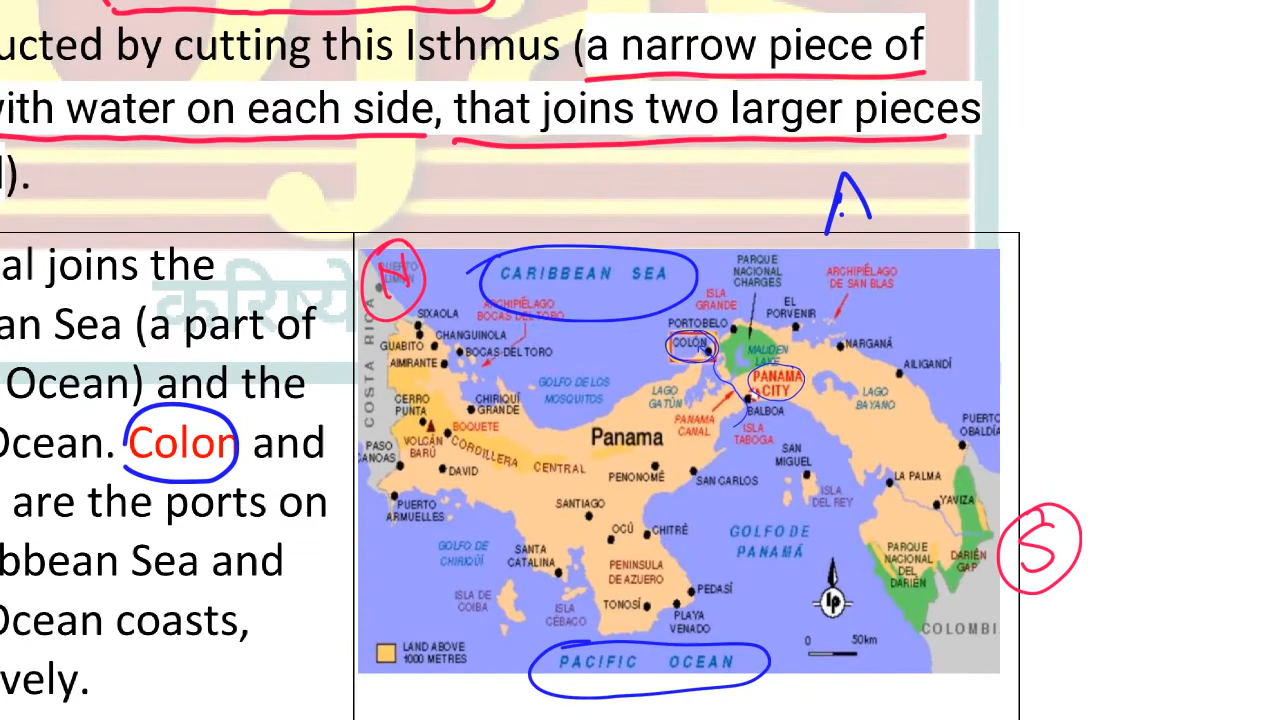 ucted by cutting this Isthmus (a narrow piece of
with water on each side, that joins two larger pieces
).
al joins the
an Sea (a part of
Ocean) and the
Ocean. Colon and
are the ports on
bbean Sea and
Ocean coasts,
vely.
A
N
CARIBBEAN SEA
PARQUE
NACIONAL
CHARGES
ARCHIPIÉLAGO
DE SAN BLAS
ISLA
GRANDE
EL
PORVENIR
COSTA RICA
SIXAOLA
ARCHIPIÉLAGO
BOCAS DEL TORO
PORTOBELO
CHANGUINOLA
GUABITO
COLÓN
NARGANÁ
BOCAS DEL TORO
AIMRANTE
MAUDEN
LAKE
AILIGANDÍ
PANAMA
CITY
GOLFO DE LOS
MOSQUITOS
LAGO
GATÚN
LAGO
BAYANO
CERRO
PUNTA
CHIRIQUÍ
GRANDE
BALBOA
PANAMA
CANAL
ISLA
TABOGA
PUERTO
OBALDÍA
BOQUETE
VOLCÁN
BARÚ
Panama
PASO
CANOAS
CORDILLERA CENTRAL
SAN
MIGUEL
DAVID
PENONOMÉ
SAN CARLOS
LA PALMA
ISLA
DEL REY
YAVIZA
PUERTO
ARMUELLES
SANTIAGO
OCÚ
CHITRÉ
GOLFO DE
PANAMÁ
S
GOLFO DE
CHIRIQUÍ
SANTA
CATALINA
PENINSULA
DE AZUERO
PARQUE
NACIONAL
DEL
DARIÉN
DARIÉN
GAP
ISLA DE
COIBA
ISLA
CÉBACO
TONOSÍ
PEDASÍ
PLAYA
VENADO
lp
COLOMBI
LAND ABOVE
1000 METRES
PACIFIC OCEAN
0 50km